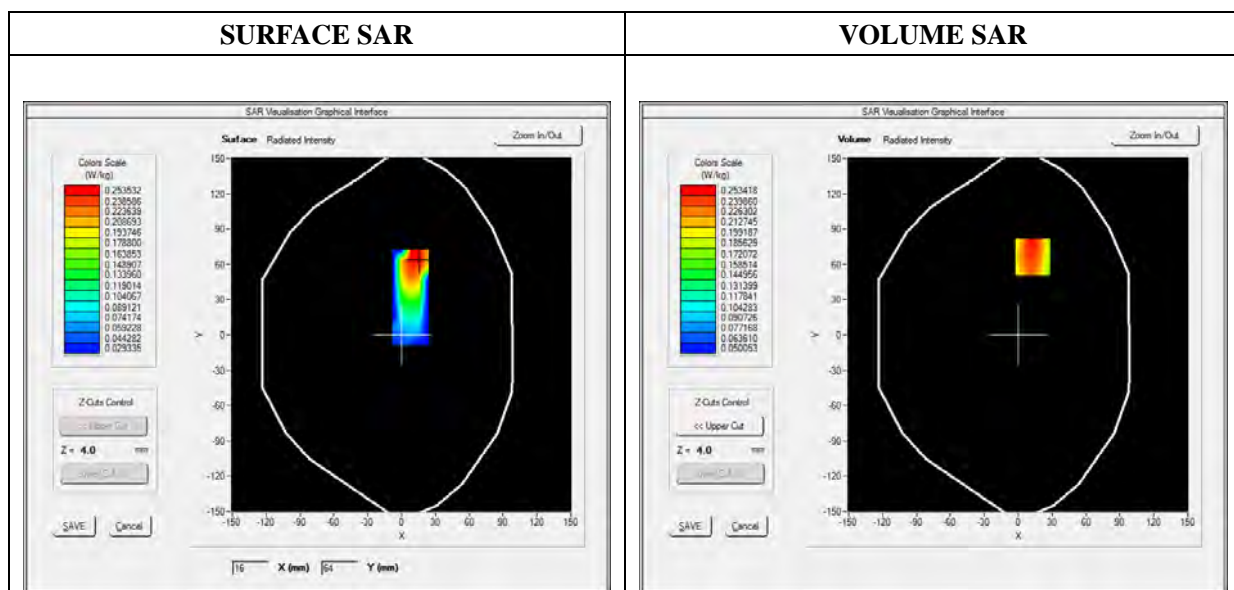 SURFACE SAR
VOLUME SAR
SAR Visualisation Graphical Interface
Surface Radiated Intensity
Zoom In/Out
Colors Scale
(W/kg)
0.253532
0.238586
0.223639
0.208693
0.193746
0.178800
0.163853
0.148907
0.133960
0.119014
0.104067
0.089121
0.074174
0.059228
0.044282
0.029335
150
120
90
60
30
0
-30
-60
-90
-120
-150
Y
-150 -120 -90 -60 -30 0 30 60 90 120 150
X
Z-Cuts Control
<< Upper Cut
Z = 4.0 mm
SAVE Cancel
16 X (mm) 64 Y (mm)
SAR Visualisation Graphical Interface
Volume Radiated Intensity
Zoom In/Out
Colors Scale
(W/kg)
0.253418
0.239860
0.226302
0.212745
0.199187
0.185629
0.172072
0.158514
0.144956
0.131399
0.117841
0.104283
0.090726
0.077168
0.063610
0.050053
150
120
90
60
30
0
-30
-60
-90
-120
-150
Y
-150 -120 -90 -60 -30 0 30 60 90 120 150
X
Z-Cuts Control
<< Upper Cut
Z = 4.0 mm
SAVE Cancel